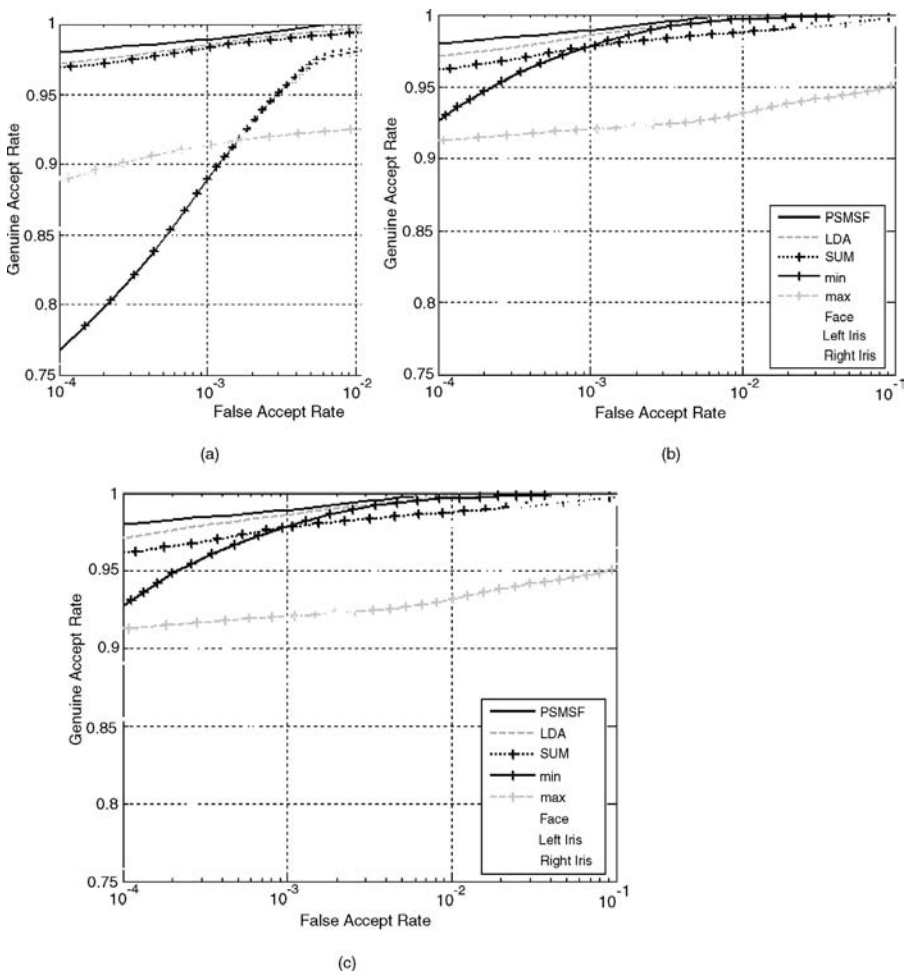 1
0.95
0.9
0.85
0.8
0.75
Genuine Accept Rate
10-4
10-3
10-2
False Accept Rate
(a)
1
0.95
0.9
0.85
0.8
0.75
Genuine Accept Rate
PSMSF
LDA
SUM
min
max
Face
Left Iris
Right Iris
10-4
10-3
10-2
10-1
False Accept Rate
(b)
1
0.95
0.9
0.85
0.8
0.75
Genuine Accept Rate
PSMSF
LDA
SUM
min
max
Face
Left Iris
Right Iris
10-4
10-3
10-2
10-1
False Accept Rate
(c)